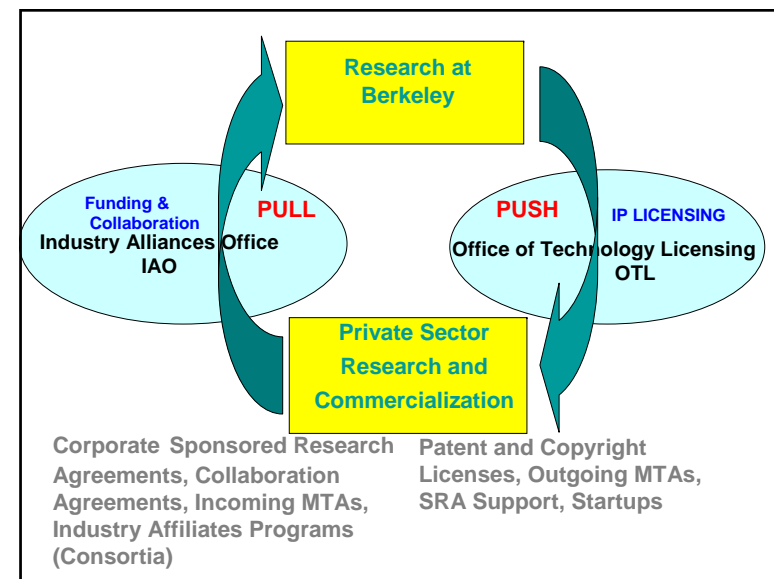 Research at
Berkeley
Funding &
Collaboration
PULL
Industry Alliances Office
IAO
PUSH
IP LICENSING
Office of Technology Licensing
OTL
Private Sector
Research and
Commercialization
Corporate Sponsored Research
Agreements, Collaboration
Agreements, Incoming MTAs,
Industry Affiliates Programs
(Consortia)
Patent and Copyright
Licenses, Outgoing MTAs,
SRA Support, Startups